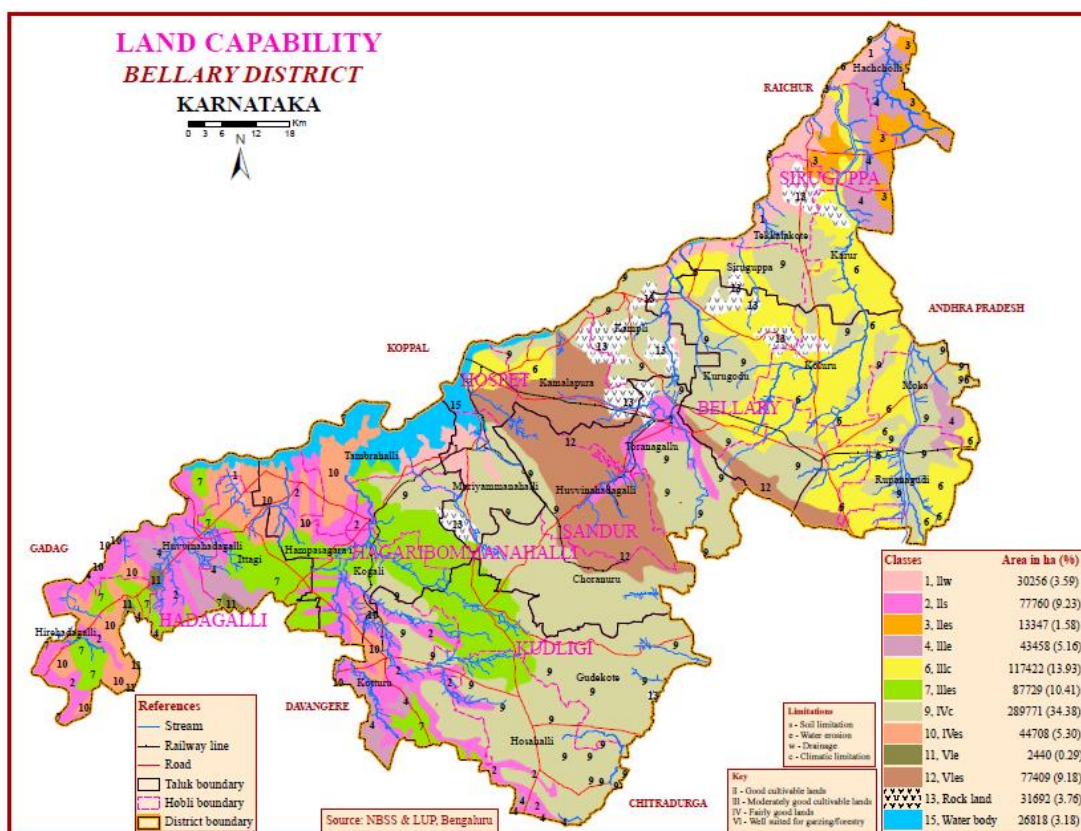 LAND CAPABILITY
BELLARY DISTRICT
KARNATAKA
0 3 6 12 18 Km
N
RAICHUR
Hachcholli
SIRUGUPPA
Tekkalakote
Karur
Siruguppa
ANDHRA PRADESH
KOPPAL
Kampli
HOSPET
Kamalapura
Kurugodu
Koluru
Moka
BELLARY
Toranagallu
Tambrahalli
Mariyammanahalli
Huvvinahadagalli
Rupanagudi
SANDUR
GADAG
Huvinahadagalli
Ittagi
Hampasagara
HAGARIBOMMANAHALLI
Kogali
Choranuru
HADAGALLI
Hirehadagalli
KUDLIGI
Gudekote
Kotturu
DAVANGERE
Hosahalli
CHITRADURGA
References
Stream
Railway line
Road
Taluk boundary
Hobli boundary
District boundary
Source: NBSS & LUP, Bengaluru
Limitations
s - Soil limitation
e - Water erosion
w - Drainage
c - Climatic limitation
Key
II - Good cultivable lands
III - Moderately good cultivable lands
IV - Fairly good lands
VI - Well suited for garzing/forestry
Classes Area in ha (%)
1, IIw 30256 (3.59)
2, IIs 77760 (9.23)
3, IIes 13347 (1.58)
4, IIIe 43458 (5.16)
6, IIIc 117422 (13.93)
7, IIIes 87729 (10.41)
9, IVc 289771 (34.38)
10, IVes 44708 (5.30)
11, VIe 2440 (0.29)
12, VIes 77409 (9.18)
13, Rock land 31692 (3.76)
15, Water body 26818 (3.18)